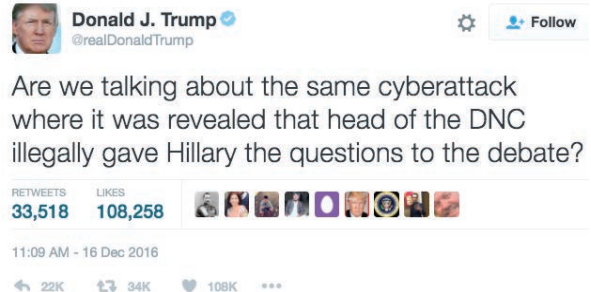 Donald J. Trump
@realDonaldTrump
Follow
Are we talking about the same cyberattack
where it was revealed that head of the DNC
illegally gave Hillary the questions to the debate?
RETWEETS LIKES
33,518 108,258
11:09 AM - 16 Dec 2016
22K 34K 108K